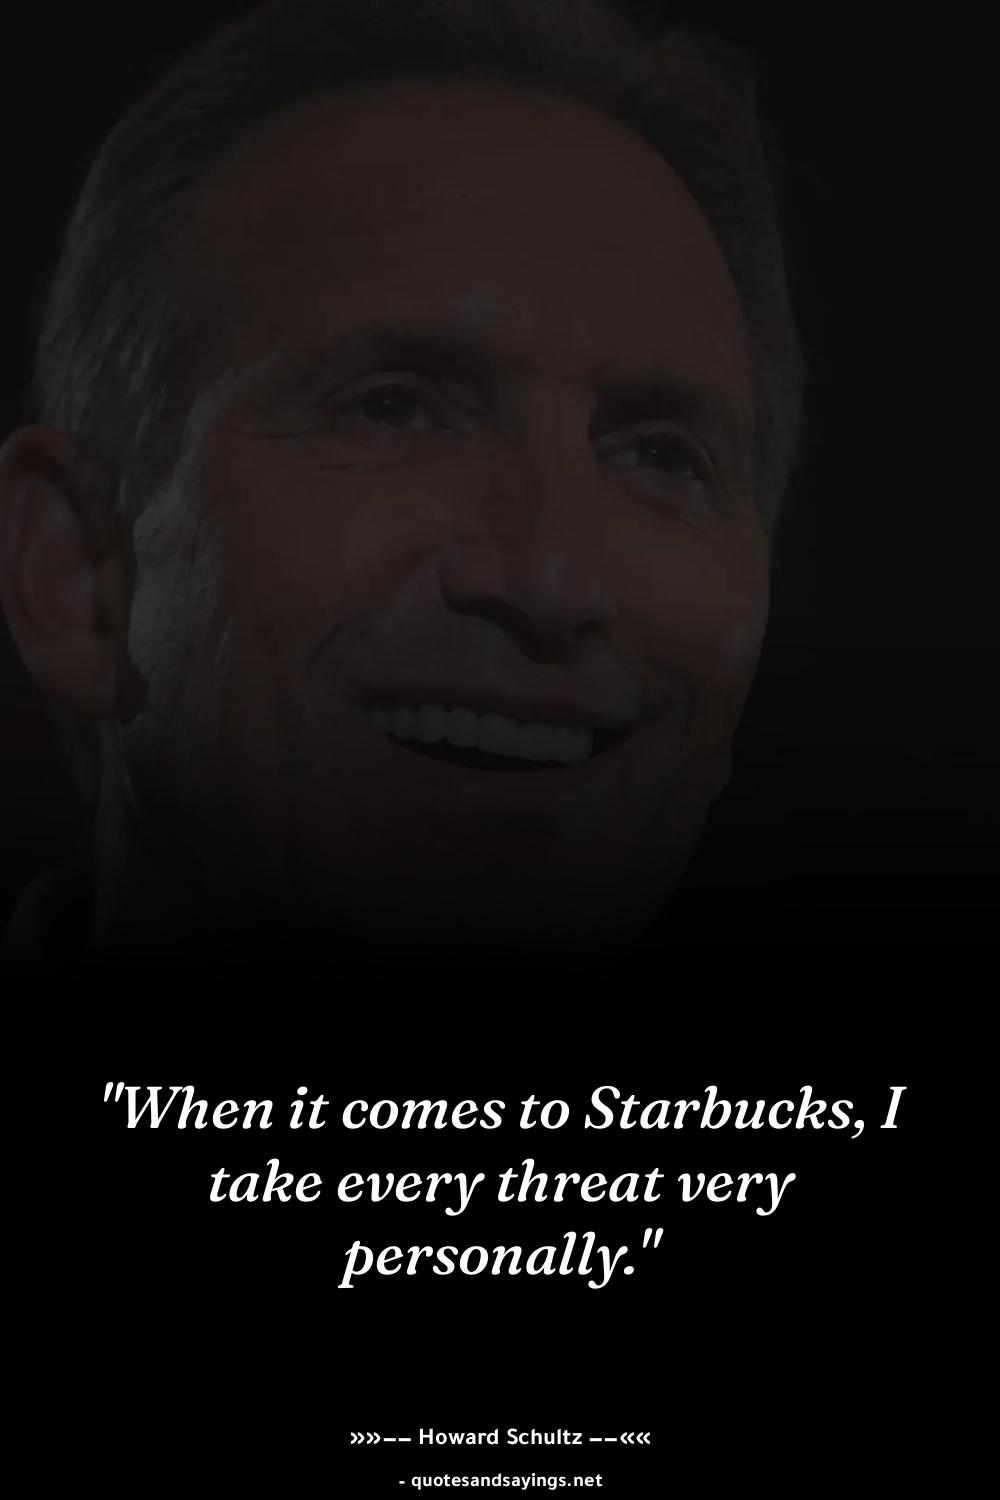 "When it comes to Starbucks, I
take every threat very
personally."
»»—— Howard Schultz ——««
- quotesandsayings.net